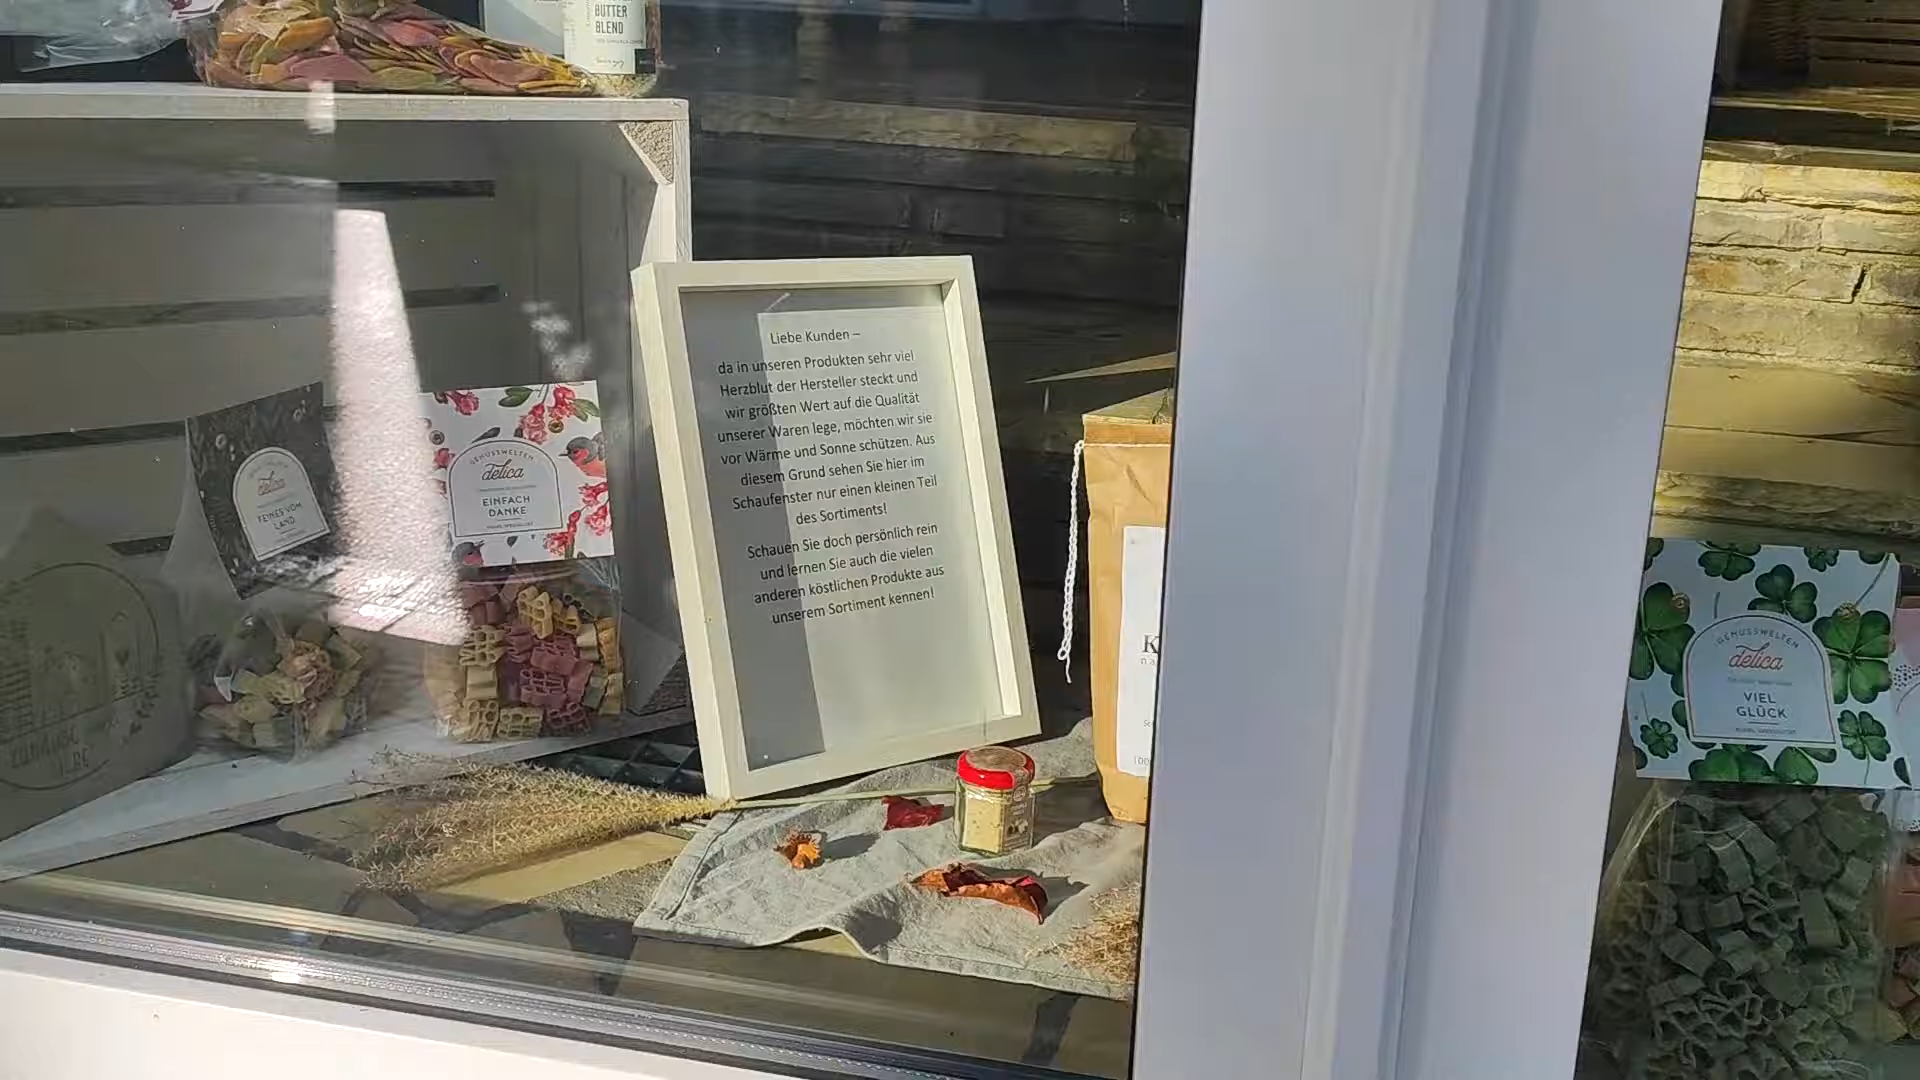 BUTTER
BLEND
Liebe Kunden –
da in unseren Produkten sehr viel
Herzblut der Hersteller steckt und
wir größten Wert auf die Qualität
unserer Waren lege, möchten wir sie
vor Wärme und Sonne schützen. Aus
diesem Grund sehen Sie hier im
Schaufenster nur einen kleinen Teil
des Sortiments!
Schauen Sie doch persönlich rein
und lernen Sie auch die vielen
anderen köstlichen Produkte aus
unserem Sortiment kennen!
GENUSSWELTEN
delica
FEINES VOM
LAND
GENUSSWELTEN
delica
EINFACH
DANKE
K
GENUSSWELTEN
delica
VIEL
GLÜCK